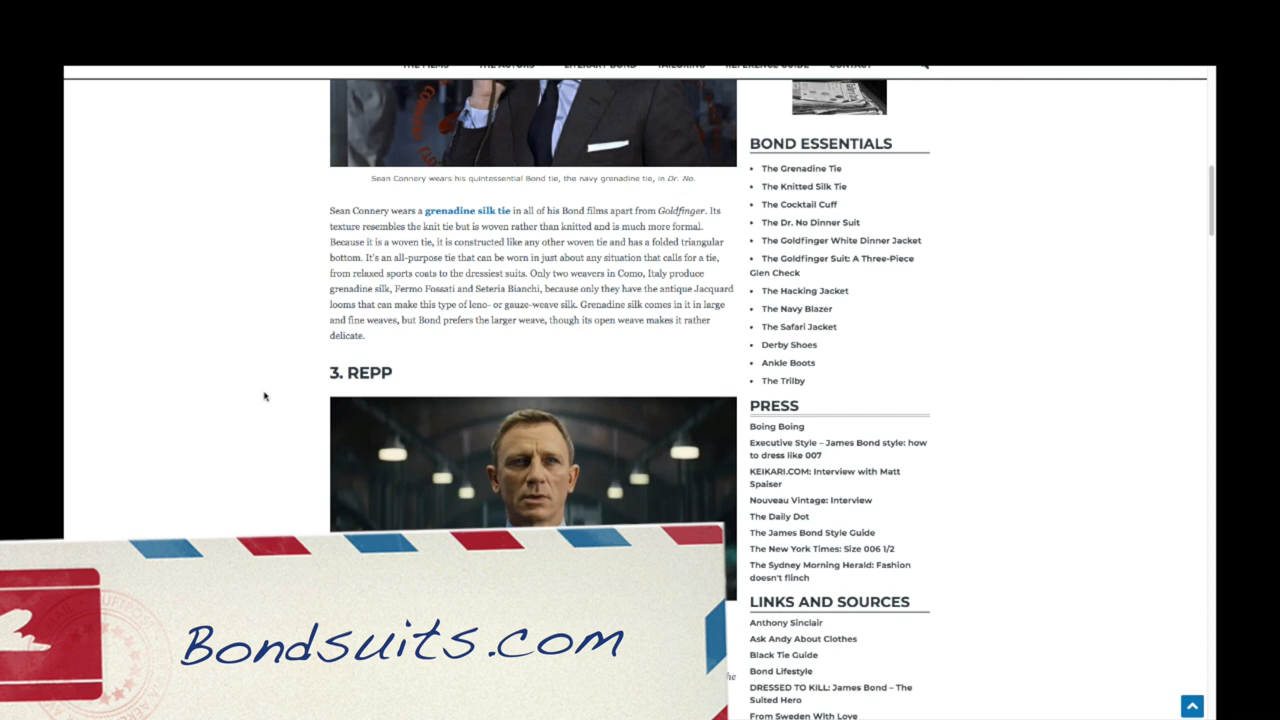 THE FILMS THE ACTORS LITERARY BOND TAILORING REFERENCE GUIDE CONTACT
Sean Connery wears his quintessential Bond tie, the navy grenadine tie, in Dr. No.
Sean Connery wears a grenadine silk tie in all of his Bond films apart from Goldfinger. Its
texture resembles the knit tie but is woven rather than knitted and is much more formal.
Because it is a woven tie, it is constructed like any other woven tie and has a folded triangular
bottom. It's an all-purpose tie that can be worn in just about any situation that calls for a tie,
from relaxed sports coats to the dressiest suits. Only two weavers in Como, Italy produce
grenadine silk, Fermo Fossati and Seteria Bianchi, because only they have the antique Jacquard
looms that can make this type of leno- or gauze-weave silk. Grenadine silk comes in it in large
and fine weaves, but Bond prefers the larger weave, though its open weave makes it rather
delicate.
3. REPP
Bondsuits.com
BOND ESSENTIALS
• The Grenadine Tie
• The Knitted Silk Tie
• The Cocktail Cuff
• The Dr. No Dinner Suit
• The Goldfinger White Dinner Jacket
• The Goldfinger Suit: A Three-Piece
Glen Check
• The Hacking Jacket
• The Navy Blazer
• The Safari Jacket
• Derby Shoes
• Ankle Boots
• The Trilby
PRESS
Boing Boing
Executive Style – James Bond style: how
to dress like 007
KEIKARI.COM: Interview with Matt
Spaiser
Nouveau Vintage: Interview
The Daily Dot
The James Bond Style Guide
The New York Times: Size 006 1/2
The Sydney Morning Herald: Fashion
doesn't flinch
LINKS AND SOURCES
Anthony Sinclair
Ask Andy About Clothes
Black Tie Guide
Bond Lifestyle
DRESSED TO KILL: James Bond – The
Suited Hero
From Sweden With Love